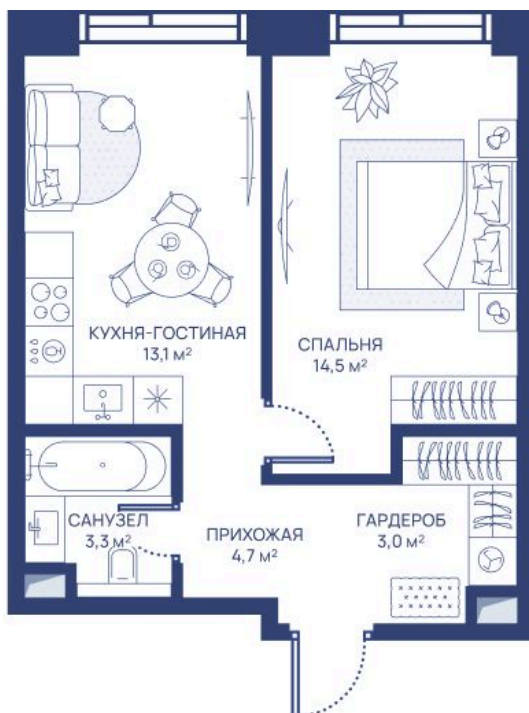 КУХНЯ-ГОСТИНАЯ
13,1 м²
СПАЛЬНЯ
14,5 м²
САНУЗЕЛ
3,3 м²
ПРИХОЖАЯ
4,7 м²
ГАРДЕРОБ
3,0 м²